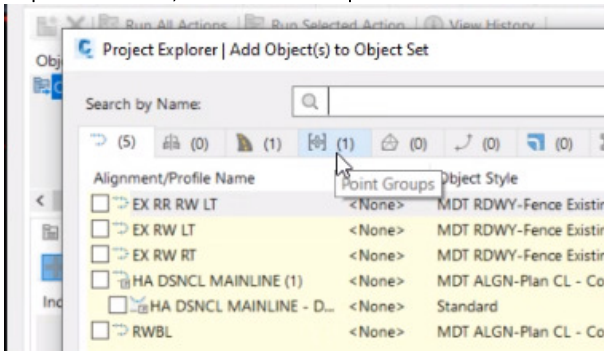 Run All Actions Run Selected Action View History
Project Explorer | Add Object(s) to Object Set
Search by Name:
(5) (0) (1) (1) (0) (0) (0)
Alignment/Profile Name Point Groups Object Style
EX RR RW LT <None> MDT RDWY-Fence Existin
EX RW LT <None> MDT RDWY-Fence Existin
EX RW RT <None> MDT RDWY-Fence Existin
HA DSNCL MAINLINE (1) <None> MDT ALGN-Plan CL - Co
HA DSNCL MAINLINE - D... <None> Standard
RWBL <None> MDT ALGN-Plan CL - Co